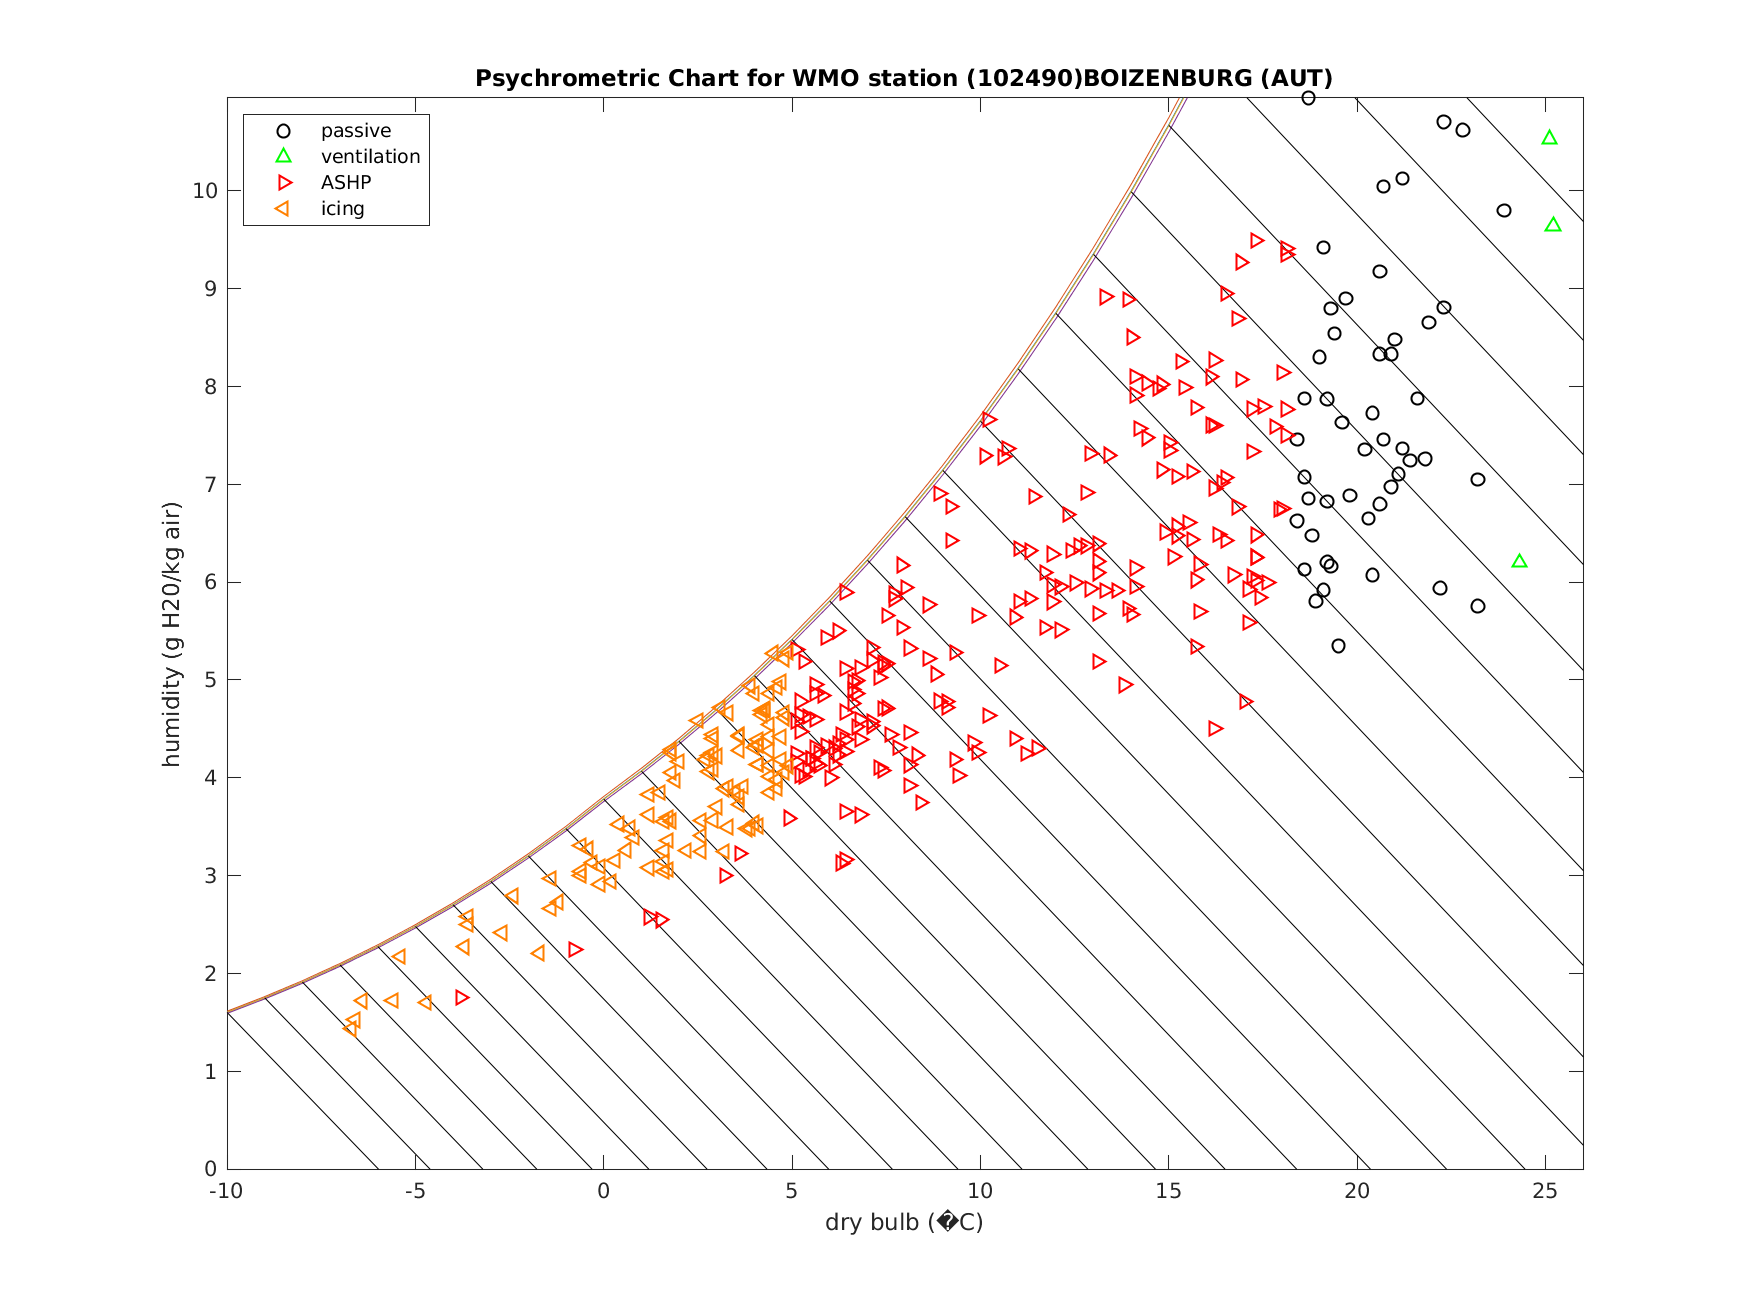 Psychrometric Chart for WMO station (102490)BOIZENBURG (AUT)
passive
ventilation
ASHP
icing
10
9
8
7
6
5
4
3
2
1
0
humidity (g H20/kg air)
-10 -5 0 5 10 15 20 25
dry bulb (�C)